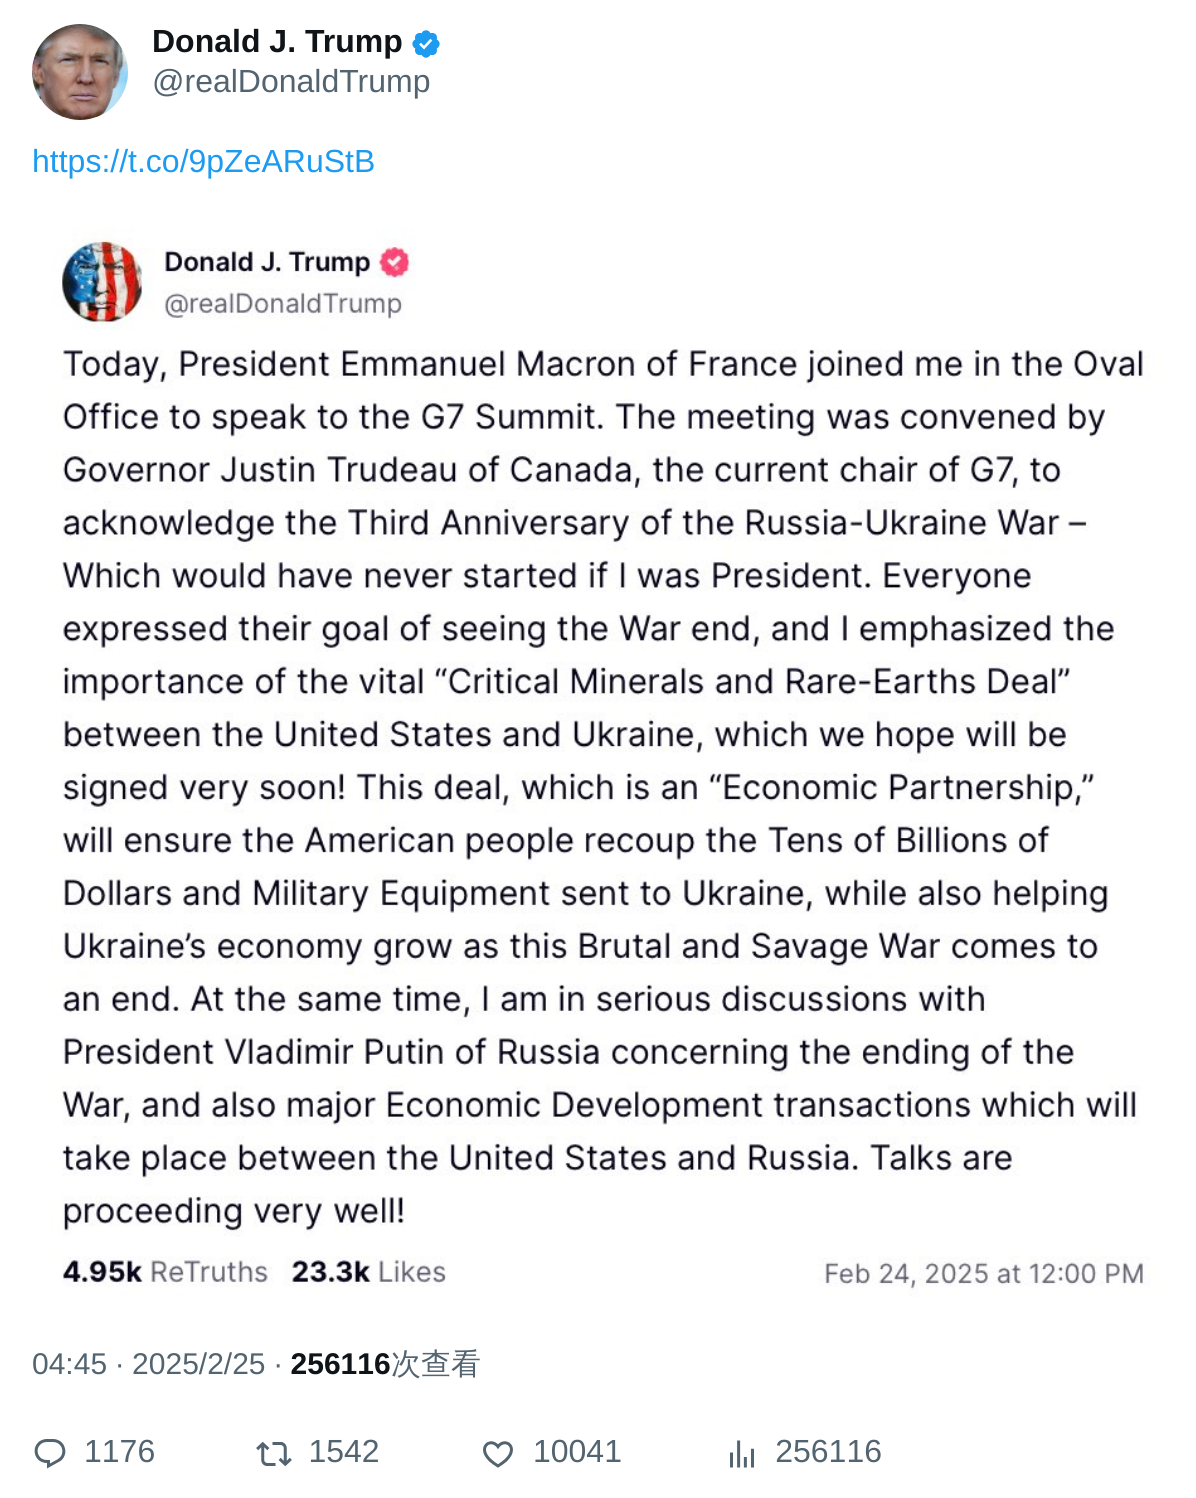 Donald J. Trump
@realDonaldTrump
https://t.co/9pZeARuStB
Donald J. Trump
@realDonaldTrump
Today, President Emmanuel Macron of France joined me in the Oval
Office to speak to the G7 Summit. The meeting was convened by
Governor Justin Trudeau of Canada, the current chair of G7, to
acknowledge the Third Anniversary of the Russia-Ukraine War –
Which would have never started if I was President. Everyone
expressed their goal of seeing the War end, and I emphasized the
importance of the vital “Critical Minerals and Rare-Earths Deal”
between the United States and Ukraine, which we hope will be
signed very soon! This deal, which is an “Economic Partnership,”
will ensure the American people recoup the Tens of Billions of
Dollars and Military Equipment sent to Ukraine, while also helping
Ukraine’s economy grow as this Brutal and Savage War comes to
an end. At the same time, I am in serious discussions with
President Vladimir Putin of Russia concerning the ending of the
War, and also major Economic Development transactions which will
take place between the United States and Russia. Talks are
proceeding very well!
4.95k ReTruths 23.3k Likes Feb 24, 2025 at 12:00 PM
04:45 · 2025/2/25 · 256116次查看
1176 1542 10041 256116